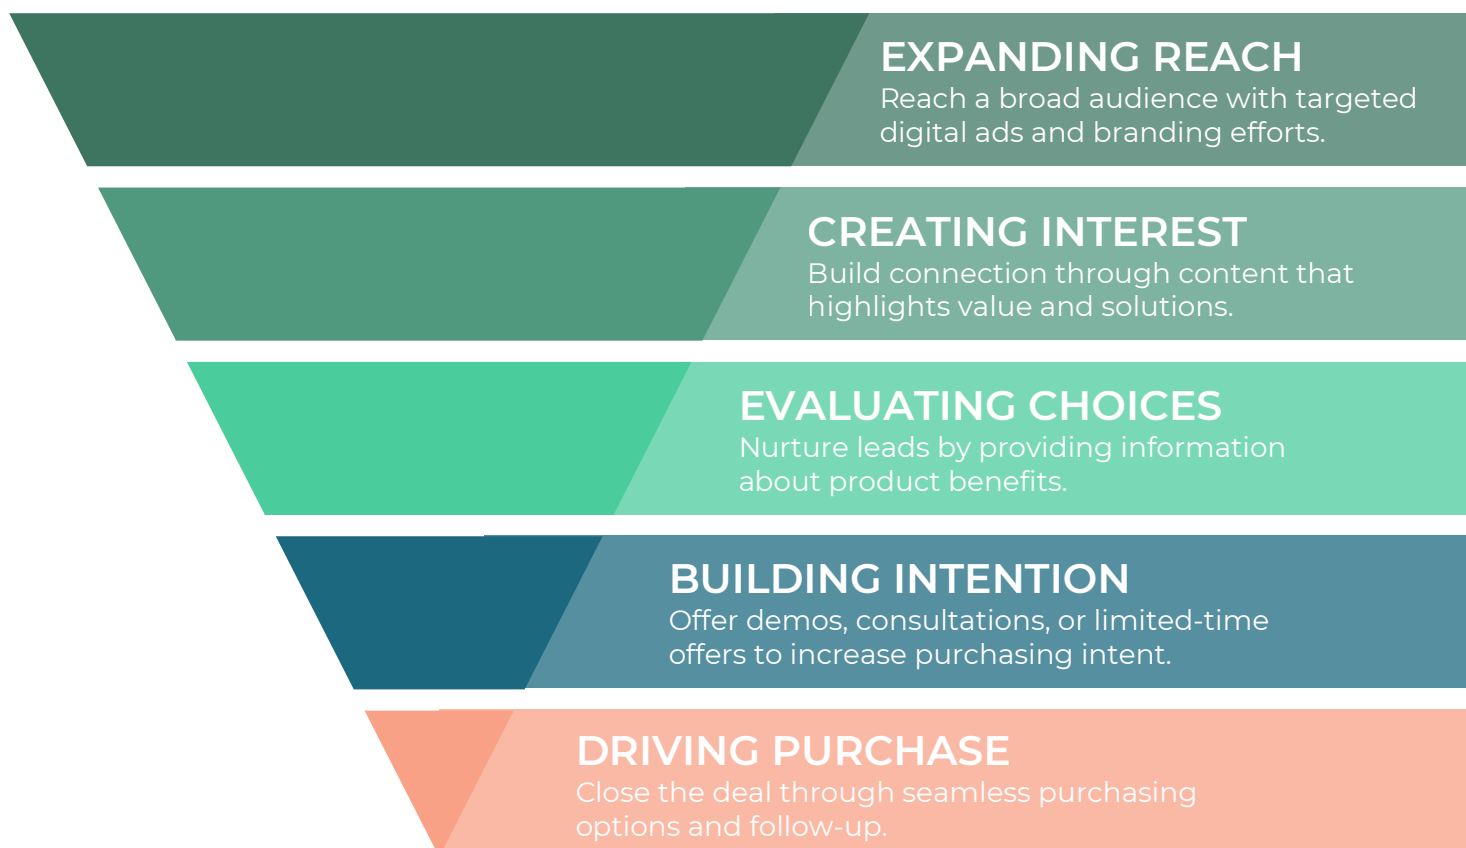 EXPANDING REACH
Reach a broad audience with targeted
digital ads and branding efforts.
CREATING INTEREST
Build connection through content that
highlights value and solutions.
EVALUATING CHOICES
Nurture leads by providing information
about product benefits.
BUILDING INTENTION
Offer demos, consultations, or limited-time
offers to increase purchasing intent.
DRIVING PURCHASE
Close the deal through seamless purchasing
options and follow-up.